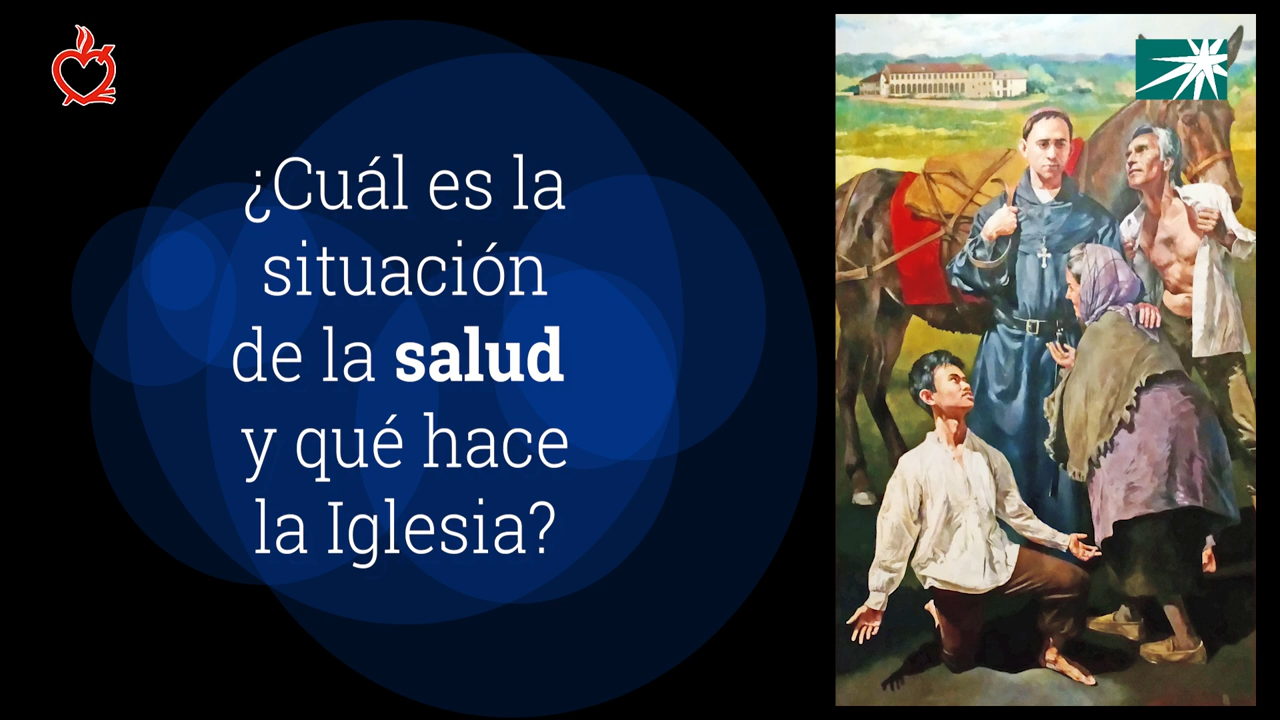 ¿Cuál es la
situación
de la salud
y qué hace
la Iglesia?